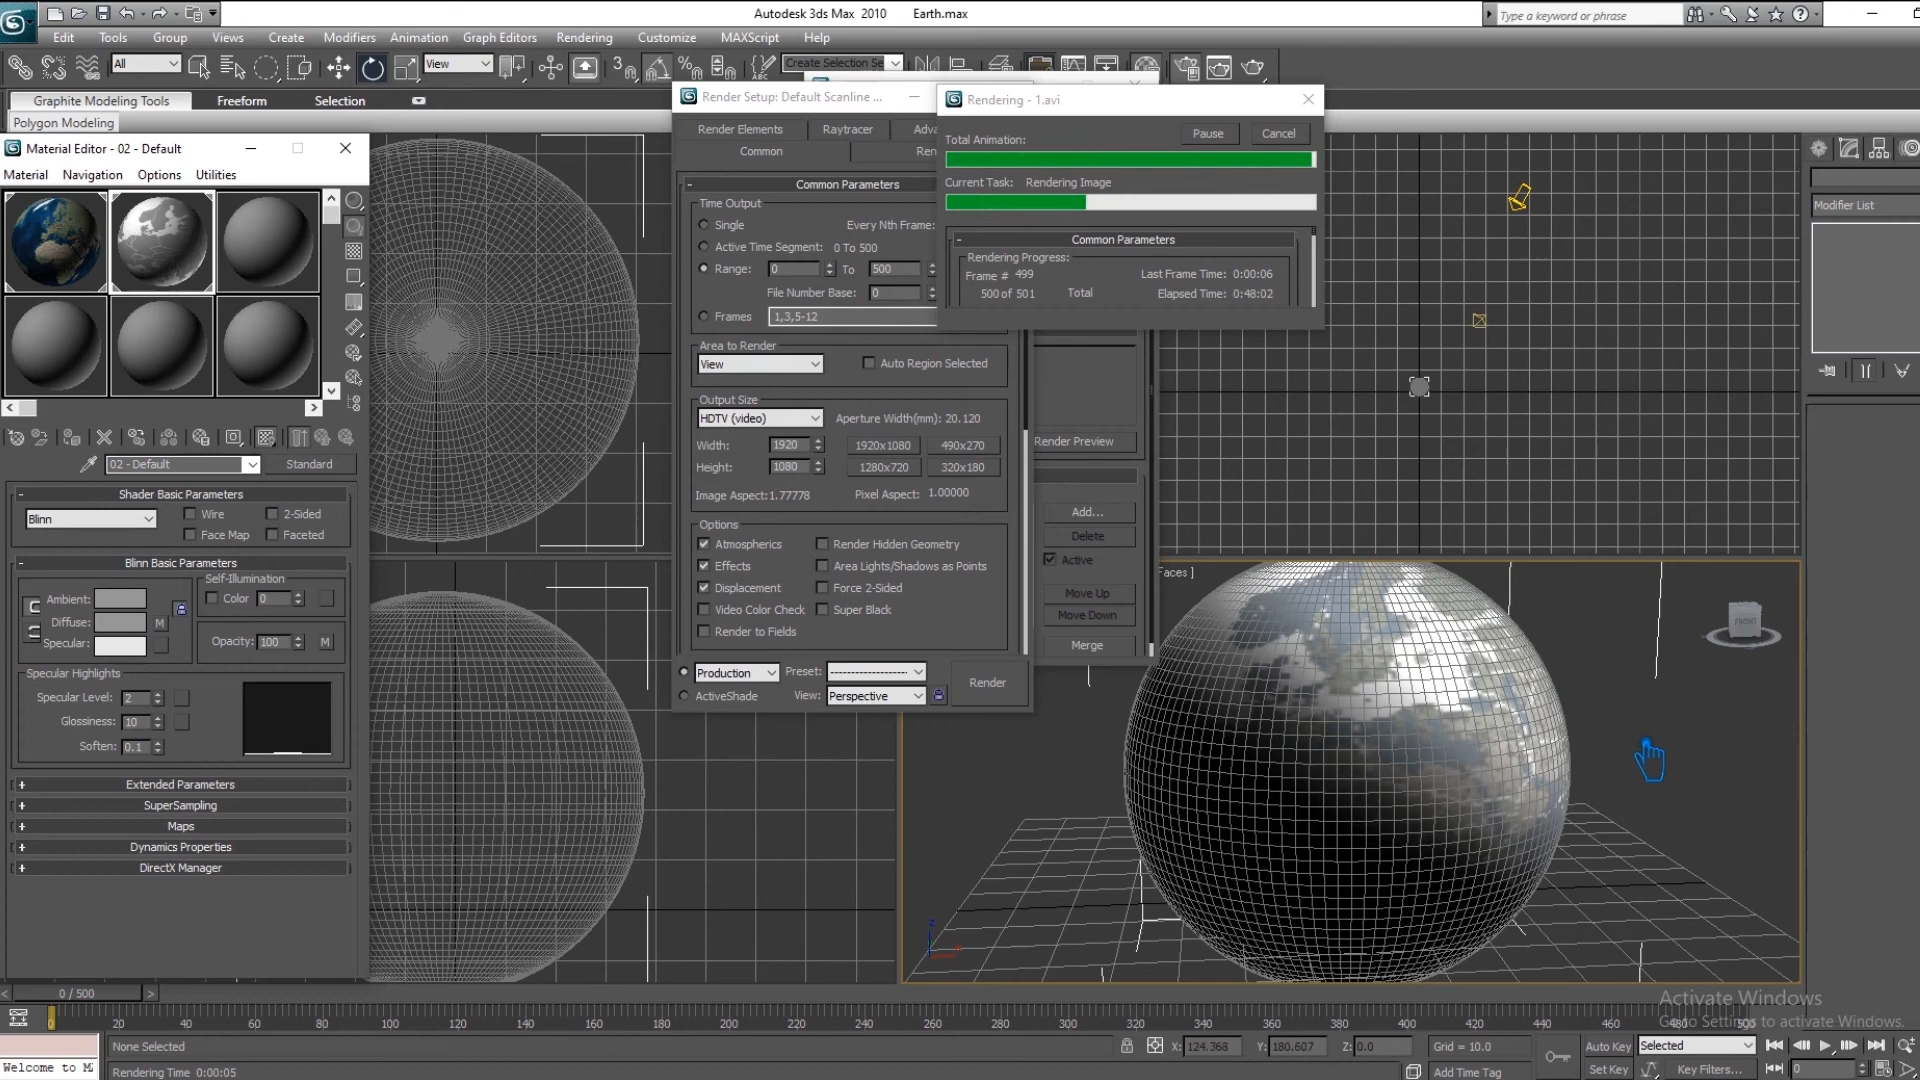 Autodesk 3ds Max 2010 Earth.max
Type a keyword or phrase
Edit Tools Group Views Create Modifiers Animation Graph Editors Rendering Customize MAXScript Help
All View Create Selection Se
Graphite Modeling Tools Freeform Selection
Polygon Modeling
Material Editor - 02 - Default
Material Navigation Options Utilities
02 - Default Standard
Shader Basic Parameters
Blinn Wire 2-Sided
Face Map Faceted
Blinn Basic Parameters
Self-Illumination
Ambient: Color 0
Diffuse: M
Specular: Opacity: 100 M
Specular Highlights
Specular Level: 2
Glossiness: 10
Soften: 0.1
Extended Parameters
SuperSampling
Maps
Dynamics Properties
DirectX Manager
Render Setup: Default Scanline ...
Render Elements Raytracer Adva
Common Ren
Common Parameters
Time Output
Single Every Nth Frame:
Active Time Segment: 0 To 500
Range: 0 To 500
File Number Base: 0
Frames 1,3,5-12
Area to Render
View Auto Region Selected
Output Size
HDTV (video) Aperture Width(mm): 20.120
Width: 1920 1920x1080 490x270
Height: 1080 1280x720 320x180
Image Aspect:1.77778 Pixel Aspect: 1.00000
Options
Atmospherics Render Hidden Geometry
Effects Area Lights/Shadows as Points
Displacement Force 2-Sided
Video Color Check Super Black
Render to Fields
Production Preset: -------------------
ActiveShade View: Perspective
Render
Rendering - 1.avi
Total Animation: Pause Cancel
Current Task: Rendering Image
Common Parameters
Rendering Progress:
Frame # 499 Last Frame Time: 0:00:06
500 of 501 Total Elapsed Time: 0:48:02
Render Preview
Add...
Delete
Active
Move Up
Move Down
Merge
Faces ]
FRONT
Modifier List
z
0 / 500
0 20 40 60 80 100 120 140 160 180 200 220 240 260 280 300 320 340 360 380 400 420 440 460 480 500
Activate Windows
Go to Settings to activate Windows.
None Selected X: 124.368 Y: 180.607 Z: 0.0 Grid = 10.0 Auto Key Selected
Welcome to M Rendering Time 0:00:05 Add Time Tag Set Key Key Filters... 0